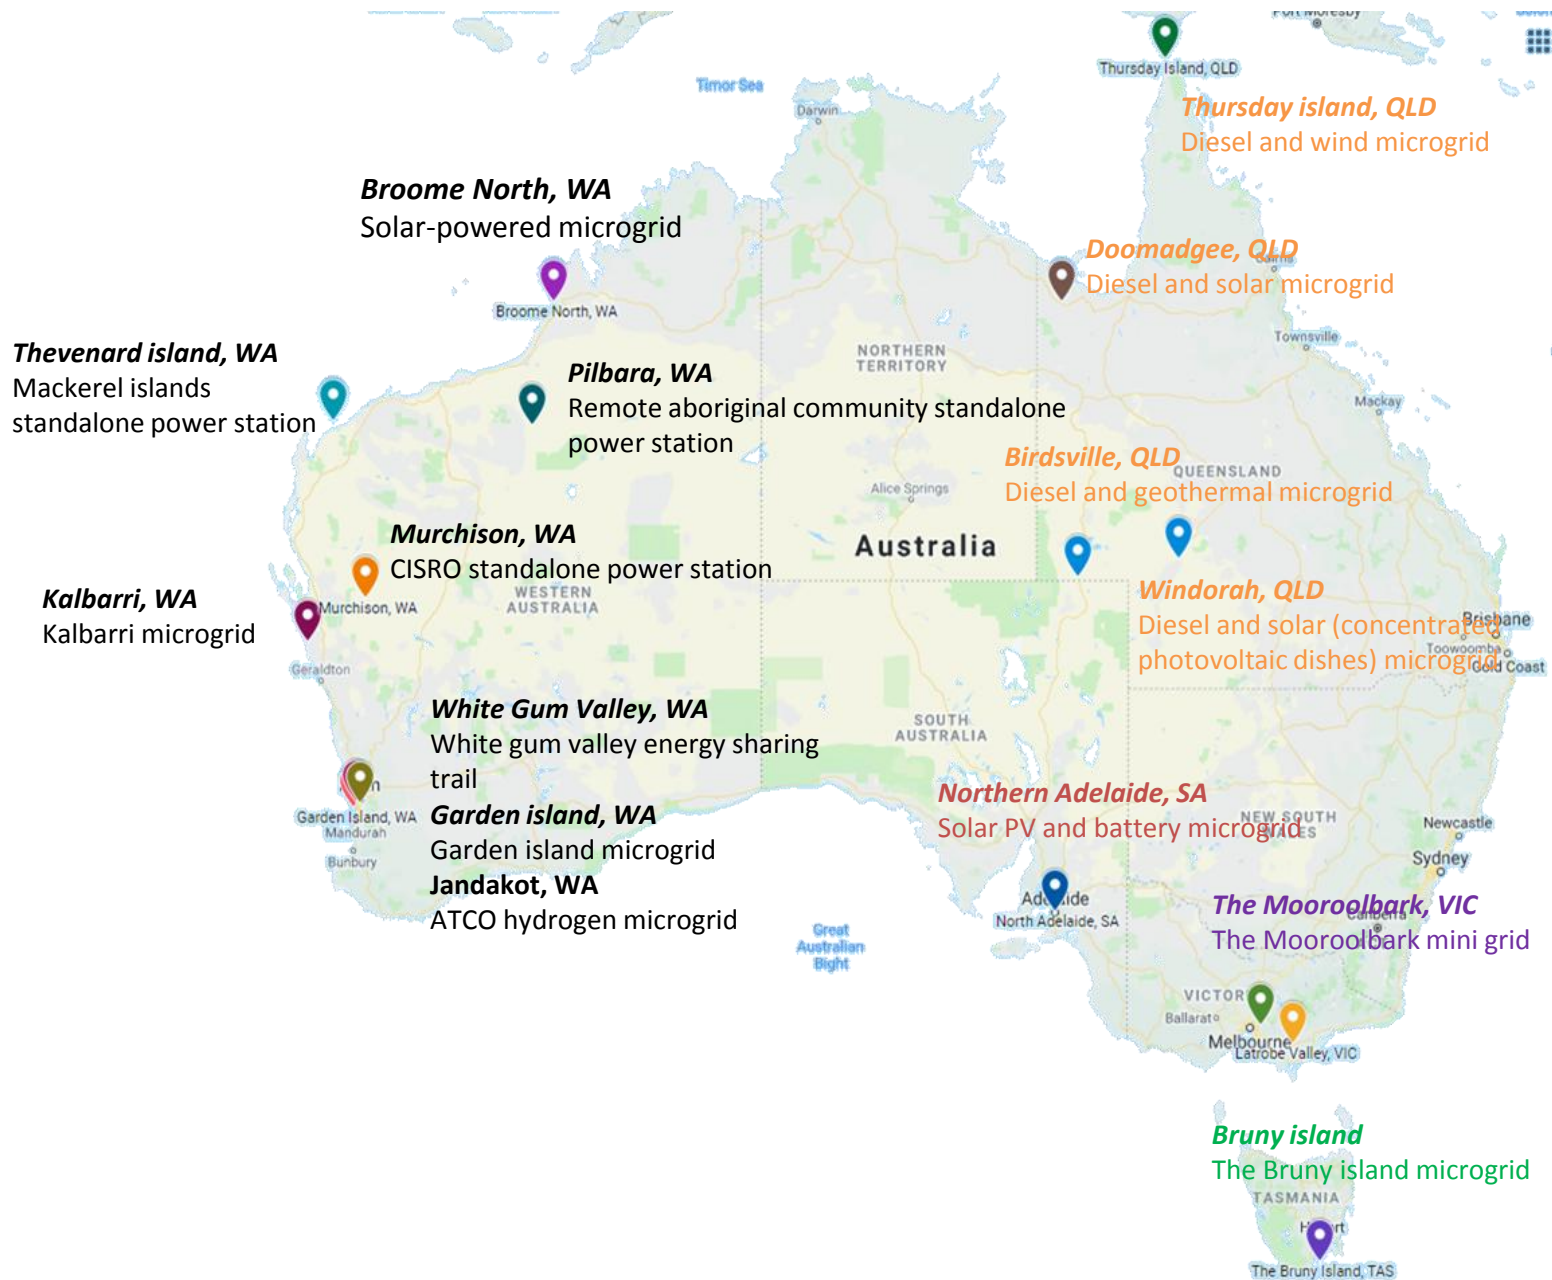 Port Moresby
Thursday Island, QLD
Timor Sea
Thursday island, QLD
Diesel and wind microgrid
Darwin
Broome North, WA
Solar-powered microgrid
Doomadgee, QLD
Diesel and solar microgrid
Cairns
Broome North, WA
Townsville
Thevenard island, WA
Mackerel islands
standalone power station
NORTHERN
TERRITORY
Pilbara, WA
Remote aboriginal community standalone
power station
Mackay
Birdsville, QLD
Diesel and geothermal microgrid
QUEENSLAND
Alice Springs
Murchison, WA
CISRO standalone power station
Australia
WESTERN
AUSTRALIA
Murchison, WA
Kalbarri, WA
Kalbarri microgrid
Windorah, QLD
Diesel and solar (concentrated
photovoltaic dishes) microgrid
Brisbane
Toowoomba
Gold Coast
Geraldton
White Gum Valley, WA
White gum valley energy sharing
trail
SOUTH
AUSTRALIA
Garden Island, WA
Mandurah
Bunbury
Garden island, WA
Garden island microgrid
Jandakot, WA
ATCO hydrogen microgrid
Northern Adelaide, SA
Solar PV and battery microgrid
NEW SOUTH
WALES
Newcastle
Sydney
Adelaide
North Adelaide, SA
Great
Australian
Bight
The Mooroolbark, VIC
The Mooroolbark mini grid
Canberra
VICTOR
Ballarat
Melbourne
Latrobe Valley, VIC
Bruny island
The Bruny island microgrid
TASMANIA
Hobart
The Bruny Island, TAS